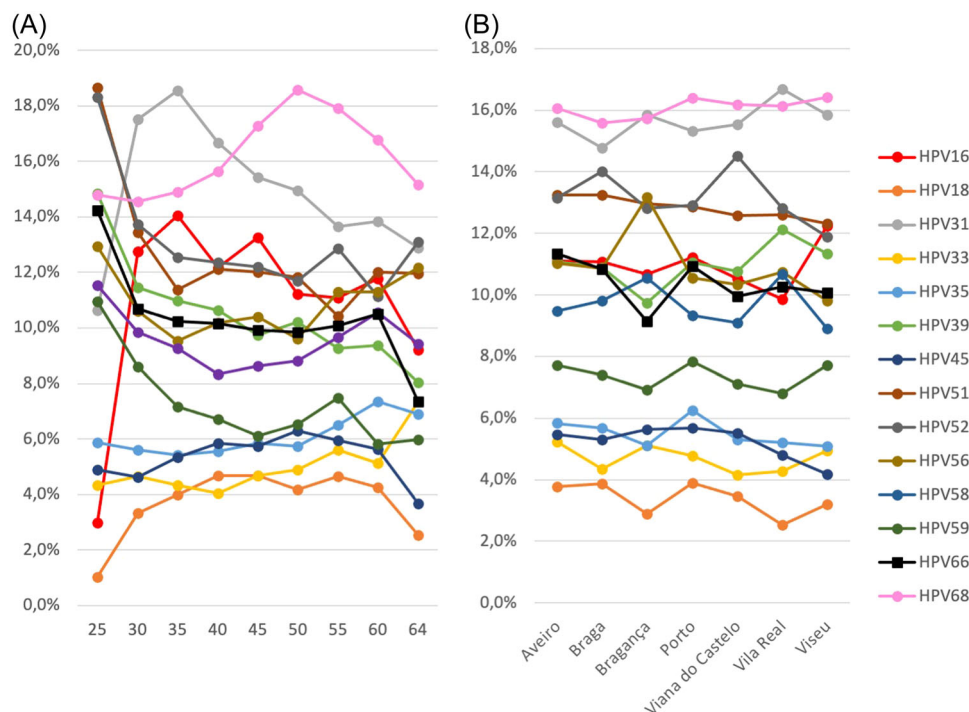 (A)
20,0%
18,0%
16,0%
14,0%
12,0%
10,0%
8,0%
6,0%
4,0%
2,0%
0,0%
25 30 35 40 45 50 55 60 64
(B)
18,0%
16,0%
14,0%
12,0%
10,0%
8,0%
6,0%
4,0%
2,0%
0,0%
Aveiro
Braga
Bragança
Porto
Viana do Castelo
Vila Real
Viseu
HPV16
HPV18
HPV31
HPV33
HPV35
HPV39
HPV45
HPV51
HPV52
HPV56
HPV58
HPV59
HPV66
HPV68